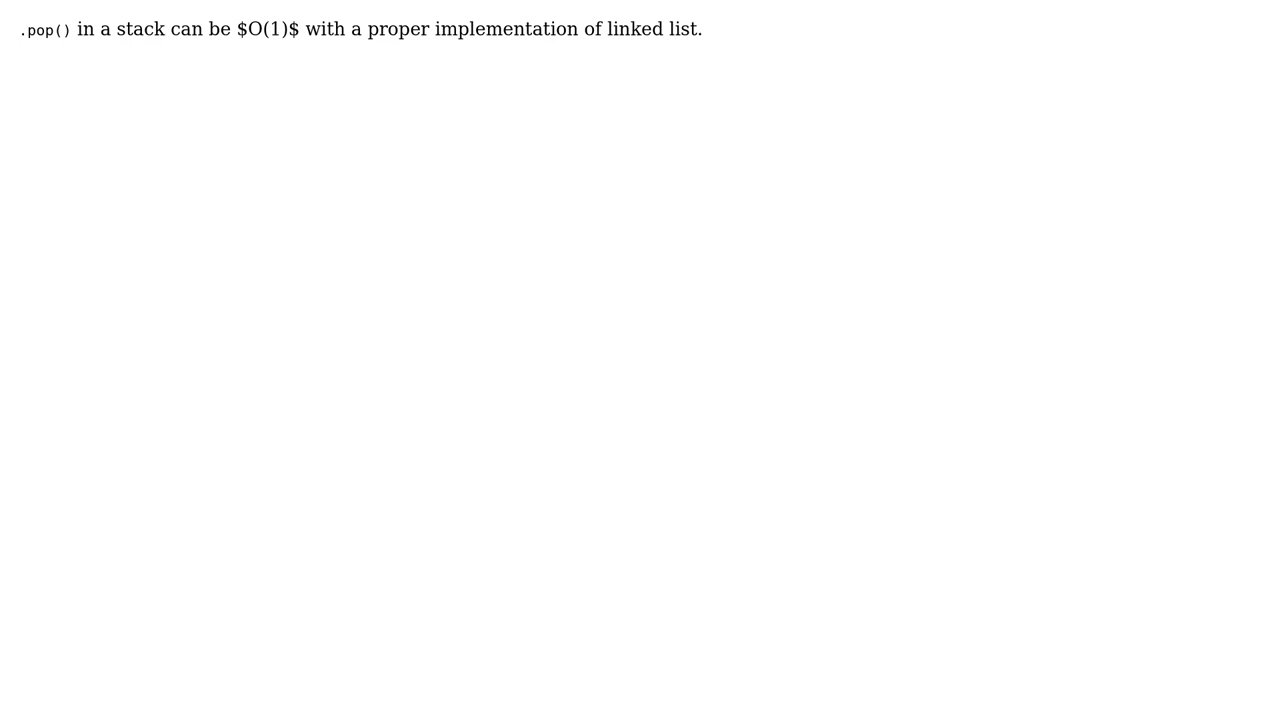 .pop() in a stack can be $O(1)$ with a proper implementation of linked list.